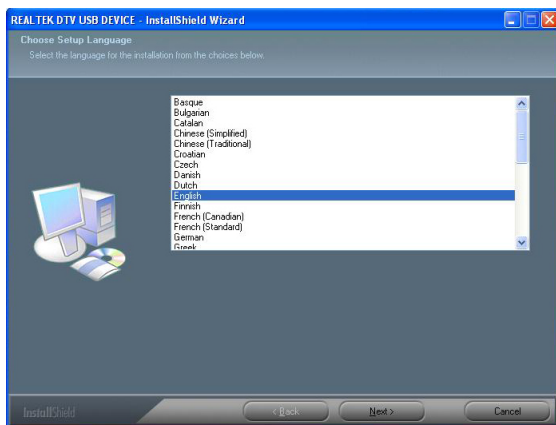 REALTEK DTV USB DEVICE - InstallShield Wizard
Choose Setup Language
Select the language for the installation from the choices below.
Basque
Bulgarian
Catalan
Chinese (Simplified)
Chinese (Traditional)
Croatian
Czech
Danish
Dutch
English
Finnish
French (Canadian)
French (Standard)
German
Greek
InstallShield
< Back
Next >
Cancel